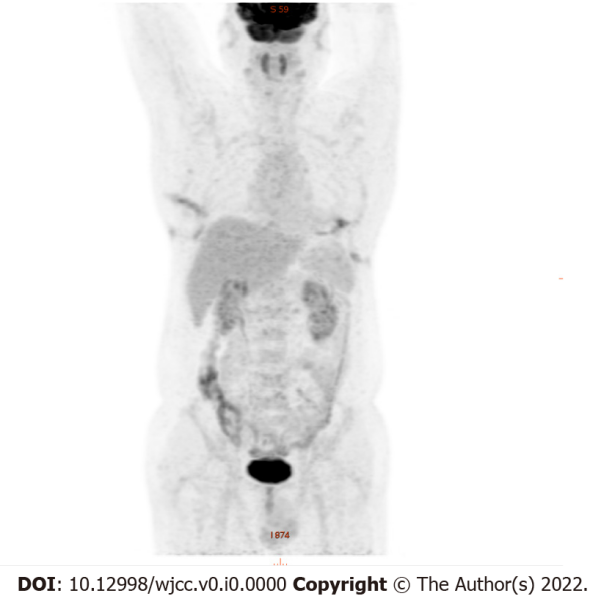 S 59
I 874
DOI: 10.12998/wjcc.v0.i0.0000 Copyright © The Author(s) 2022.